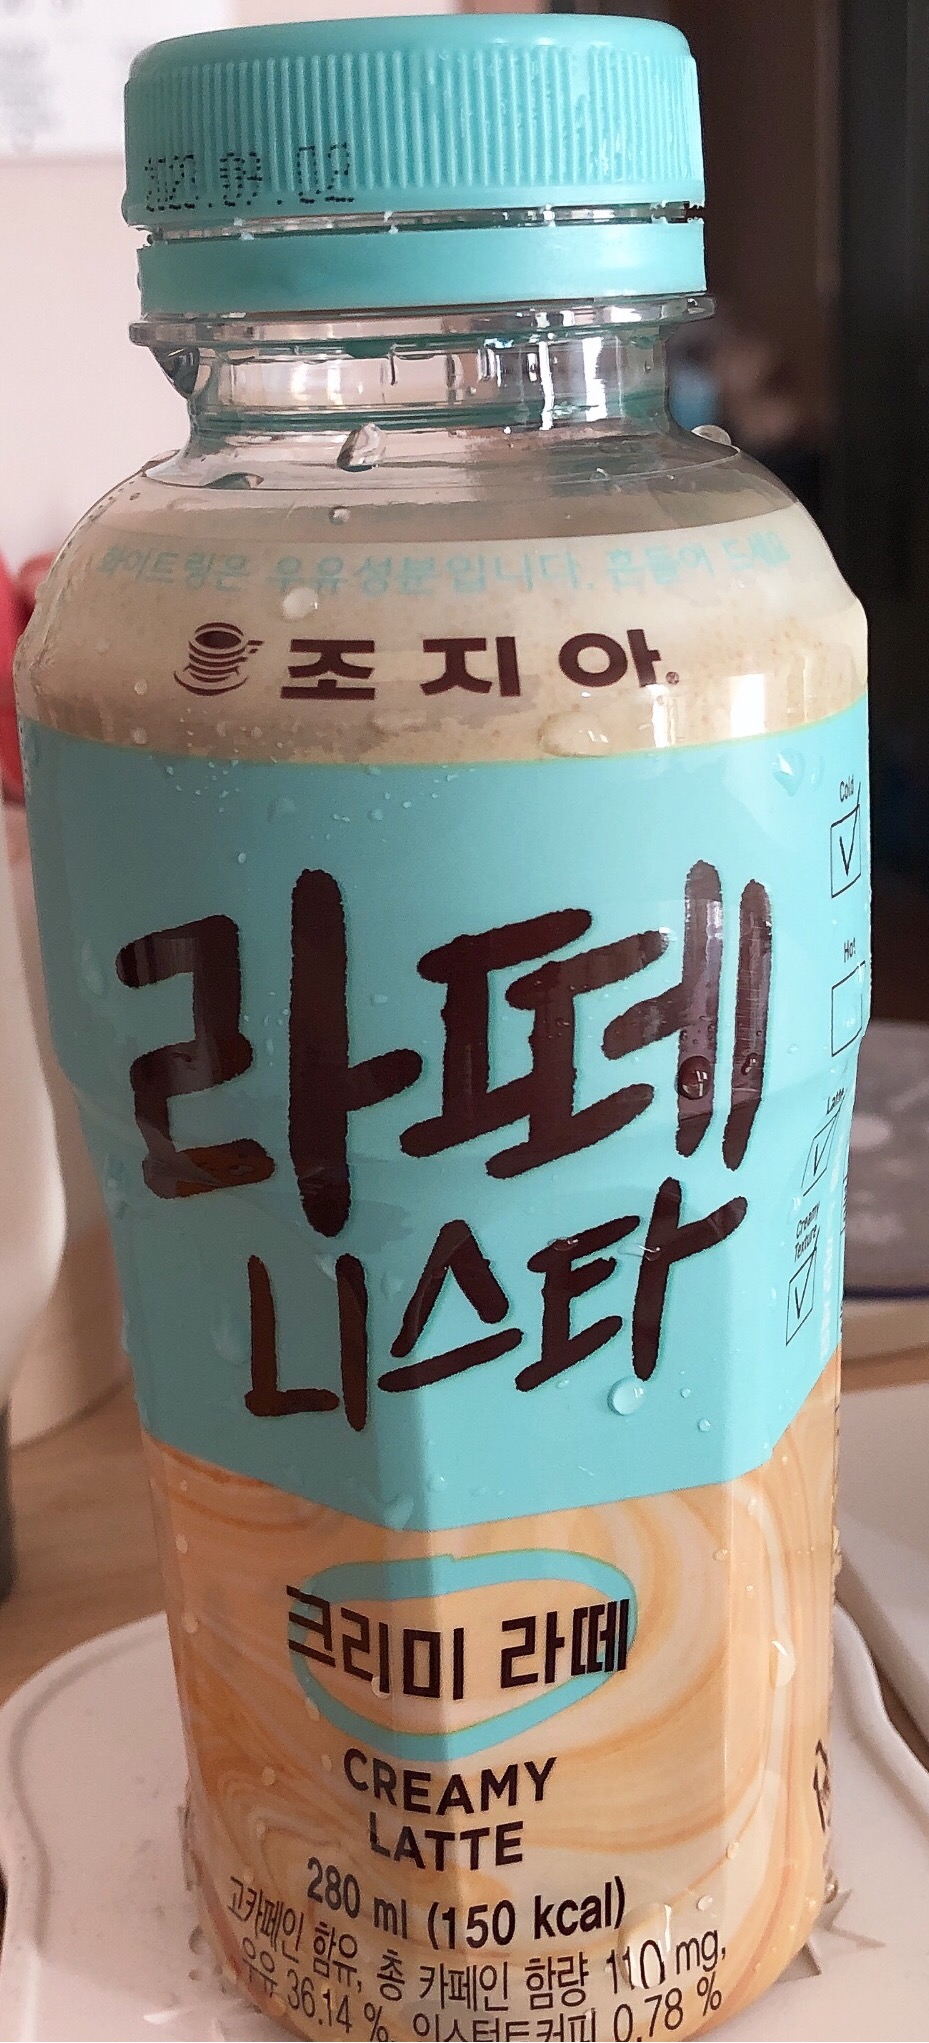 2020.09.02
화이트링은 우유성분입니다. 흔들어 드세요
조지아
라떼
니스타
Cold
Hot
Latte
Creamy
Texture
크리미 라떼
CREAMY
LATTE
280 ml (150 kcal)
고카페인 함유, 총 카페인 함량 110 mg,
우유 36.14 %, 인스턴트커피 0.78 %